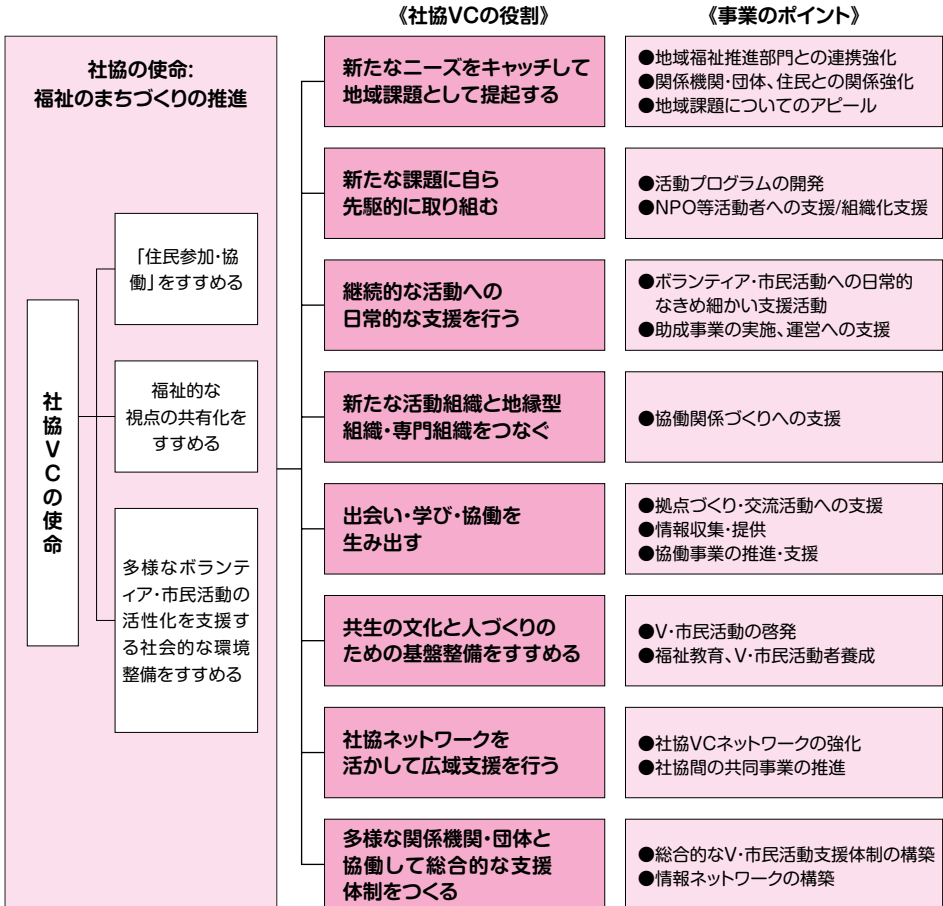 《社協VCの役割》
《事業のポイント》
社協の使命:
福祉のまちづくりの推進
社協VCの使命
「住民参加・協
働」をすすめる
福祉的な
視点の共有化を
すすめる
多様なボランテ
ィア・市民活動の
活性化を支援す
る社会的な環境
整備をすすめる
新たなニーズをキャッチして
地域課題として提起する
●地域福祉推進部門との連携強化
●関係機関・団体、住民との関係強化
●地域課題についてのアピール
新たな課題に自ら
先駆的に取り組む
●活動プログラムの開発
●NPO等活動者への支援/組織化支援
継続的な活動への
日常的な支援を行う
●ボランティア・市民活動への日常的
なきめ細かい支援活動
●助成事業の実施、運営への支援
新たな活動組織と地縁型
組織・専門組織をつなぐ
●協働関係づくりへの支援
出会い・学び・協働を
生み出す
●拠点づくり・交流活動への支援
●情報収集・提供
●協働事業の推進・支援
共生の文化と人づくりの
ための基盤整備をすすめる
●V・市民活動の啓発
●福祉教育、V・市民活動者養成
社協ネットワークを
活かして広域支援を行う
●社協VCネットワークの強化
●社協間の共同事業の推進
多様な関係機関・団体と
協働して総合的な支援
体制をつくる
●総合的なV・市民活動支援体制の構築
●情報ネットワークの構築